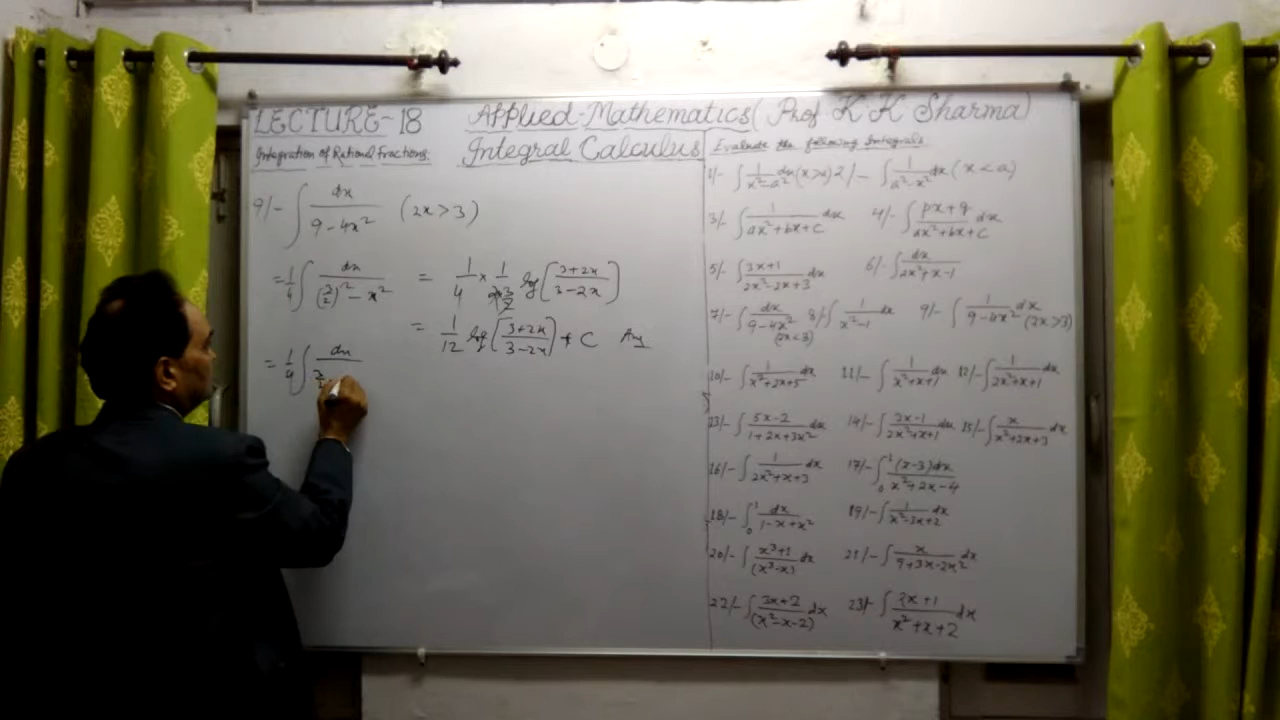 LECTURE-18
Integration of Rational Fractions:
Applied-Mathematics (Prof. K.K Sharma)
Integral Calculus
9/- ∫ dx / (9 - 4x²) (2x > 3)
= 1/4 ∫ dx / ((3/2)² - x²) = 1/4 × 1 / (2×3/2) log [(3+2x) / (3-2x)]
= 1/12 log [(3+2x) / (3-2x)] + C Ans
= 1/4 ∫ dx
Evaluate the following Integrals
1/- ∫ 1/(x²-a²) dx (x>a) 2/- ∫ 1/(a²-x²) dx (x<a)
3/- ∫ 1/(ax²+bx+c) dx 4/- ∫ (px+q)/(ax²+bx+c) dx
5/- ∫ (3x+1)/(2x²-2x+3) dx 6/- ∫ dx/(2x²+x-1)
7/- ∫ dx/(9-4x²) (2x<3) 8/- ∫ 1/(x²-1) dx 9/- ∫ 1/(9-4x²) dx (2x>3)
10/- ∫ 1/(x²+2x+5) dx 11/- ∫ 1/(x²+x+1) dx 12/- ∫ 1/(2x²+x+1) dx
13/- ∫ (5x-2)/(1+2x+3x²) dx 14/- ∫ (2x-1)/(2x²+x+1) dx 15/- ∫ x/(x²+2x+3) dx
16/- ∫ 1/(2x²+x+3) dx 17/- ∫₀¹ (x-3)dx/(x²+2x-4)
18/- ∫₀¹ dx/(1-x+x²) 19/- ∫ 1/(x²-3x+2) dx
20/- ∫ (x³+1)/(x³-x) dx 21/- ∫ x/(9+3x-2x²) dx
22/- ∫ (3x+2)/(x²-x-2) dx 23/- ∫ (2x+1)/(x²+x+2) dx